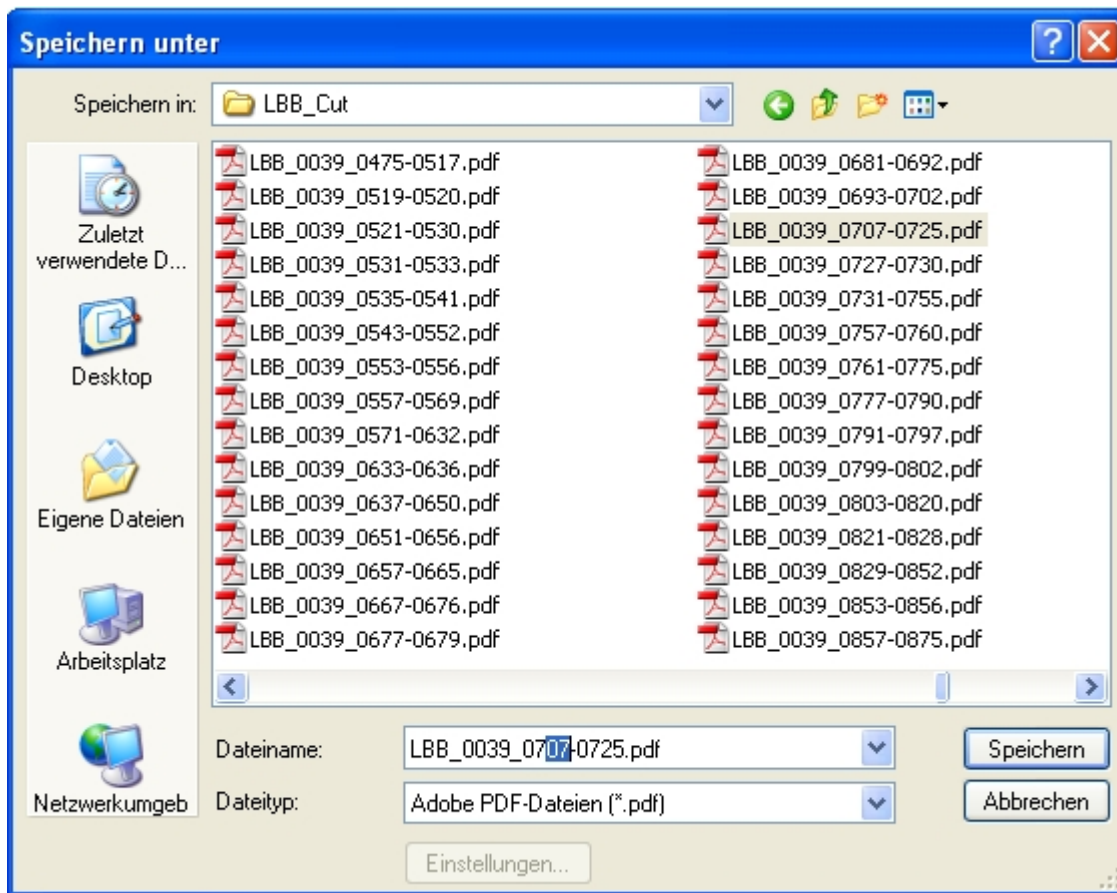 Speichern unter
Speichern in: LBB_Cut
Zuletzt
verwendete D...
Desktop
Eigene Dateien
Arbeitsplatz
Netzwerkumgeb
LBB_0039_0475-0517.pdf
LBB_0039_0519-0520.pdf
LBB_0039_0521-0530.pdf
LBB_0039_0531-0533.pdf
LBB_0039_0535-0541.pdf
LBB_0039_0543-0552.pdf
LBB_0039_0553-0556.pdf
LBB_0039_0557-0569.pdf
LBB_0039_0571-0632.pdf
LBB_0039_0633-0636.pdf
LBB_0039_0637-0650.pdf
LBB_0039_0651-0656.pdf
LBB_0039_0657-0665.pdf
LBB_0039_0667-0676.pdf
LBB_0039_0677-0679.pdf
LBB_0039_0681-0692.pdf
LBB_0039_0693-0702.pdf
LBB_0039_0707-0725.pdf
LBB_0039_0727-0730.pdf
LBB_0039_0731-0755.pdf
LBB_0039_0757-0760.pdf
LBB_0039_0761-0775.pdf
LBB_0039_0777-0790.pdf
LBB_0039_0791-0797.pdf
LBB_0039_0799-0802.pdf
LBB_0039_0803-0820.pdf
LBB_0039_0821-0828.pdf
LBB_0039_0829-0852.pdf
LBB_0039_0853-0856.pdf
LBB_0039_0857-0875.pdf
Dateiname: LBB_0039_0707-0725.pdf Speichern
Dateityp: Adobe PDF-Dateien (*.pdf) Abbrechen
Einstellungen...